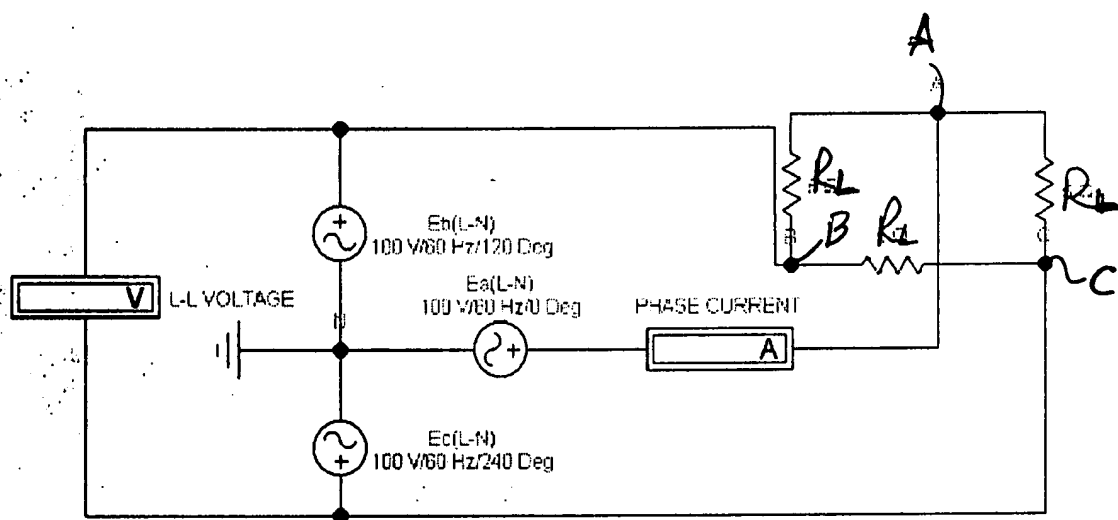 A
R_L
R_L
B
R_L
C
Eb(L-N)
100 V/60 Hz/120 Deg
V
L-L VOLTAGE
Ea(L-N)
100 V/60 Hz/0 Deg
PHASE CURRENT
A
N
Ec(L-N)
100 V/60 Hz/240 Deg